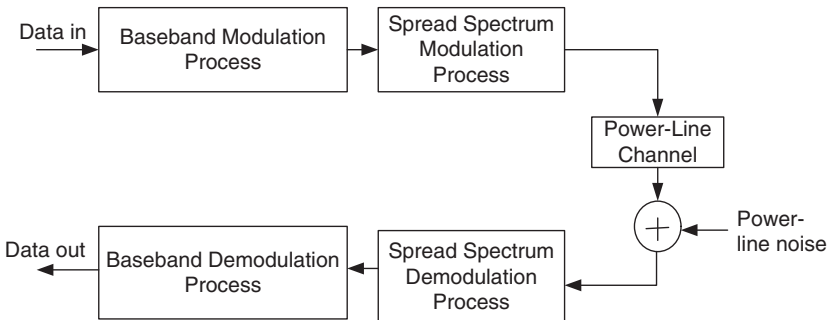 Data in
Baseband Modulation
Process
Spread Spectrum
Modulation
Process
Power-Line
Channel
+
Power-
line noise
Data out
Baseband Demodulation
Process
Spread Spectrum
Demodulation
Process